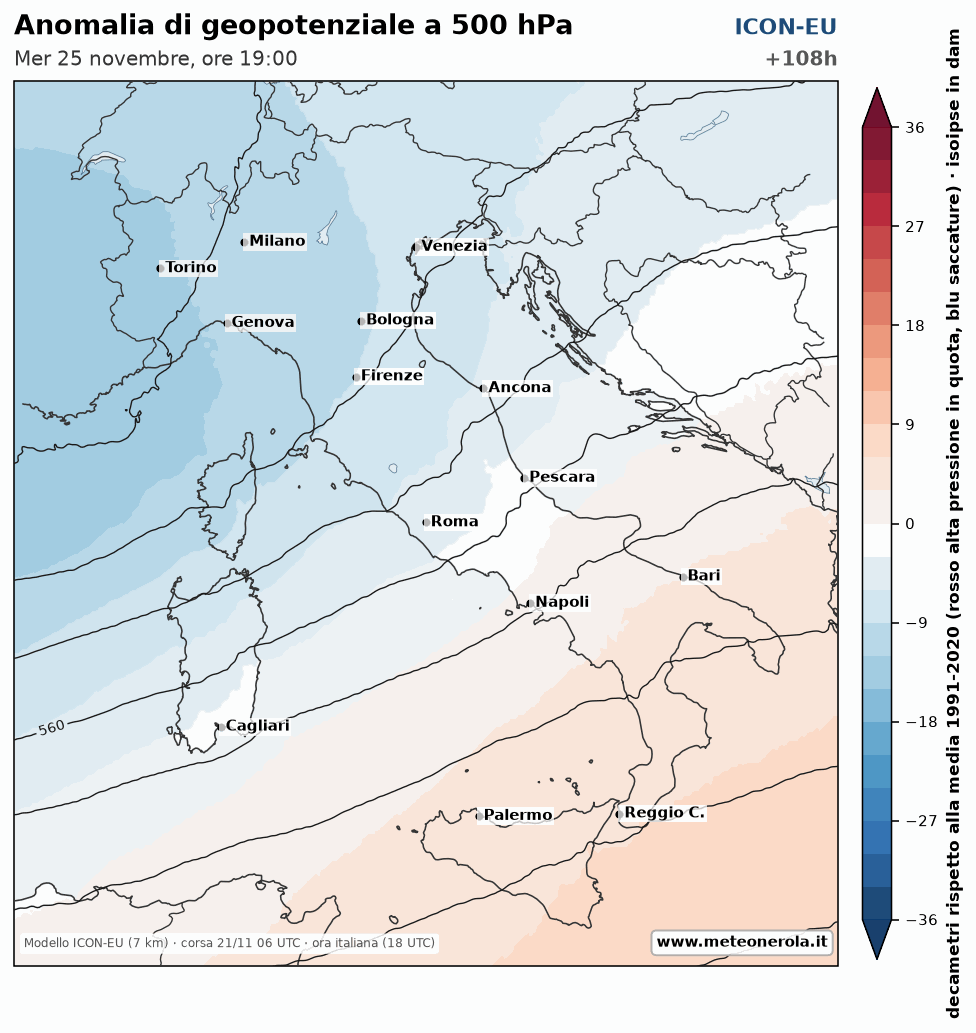 Anomalia di geopotenziale a 500 hPa
ICON-EU
Mer 25 novembre, ore 19:00
+108h
Milano
Venezia
Torino
Genova
Bologna
Firenze
Ancona
Pescara
Roma
Bari
Napoli
560
Cagliari
Palermo
Reggio C.
Modello ICON-EU (7 km) · corsa 21/11 06 UTC · ora italiana (18 UTC)
www.meteonerola.it
36
27
18
9
0
−9
−18
−27
−36
decametri rispetto alla media 1991-2020 (rosso alta pressione in quota, blu saccature) · isoipse in dam